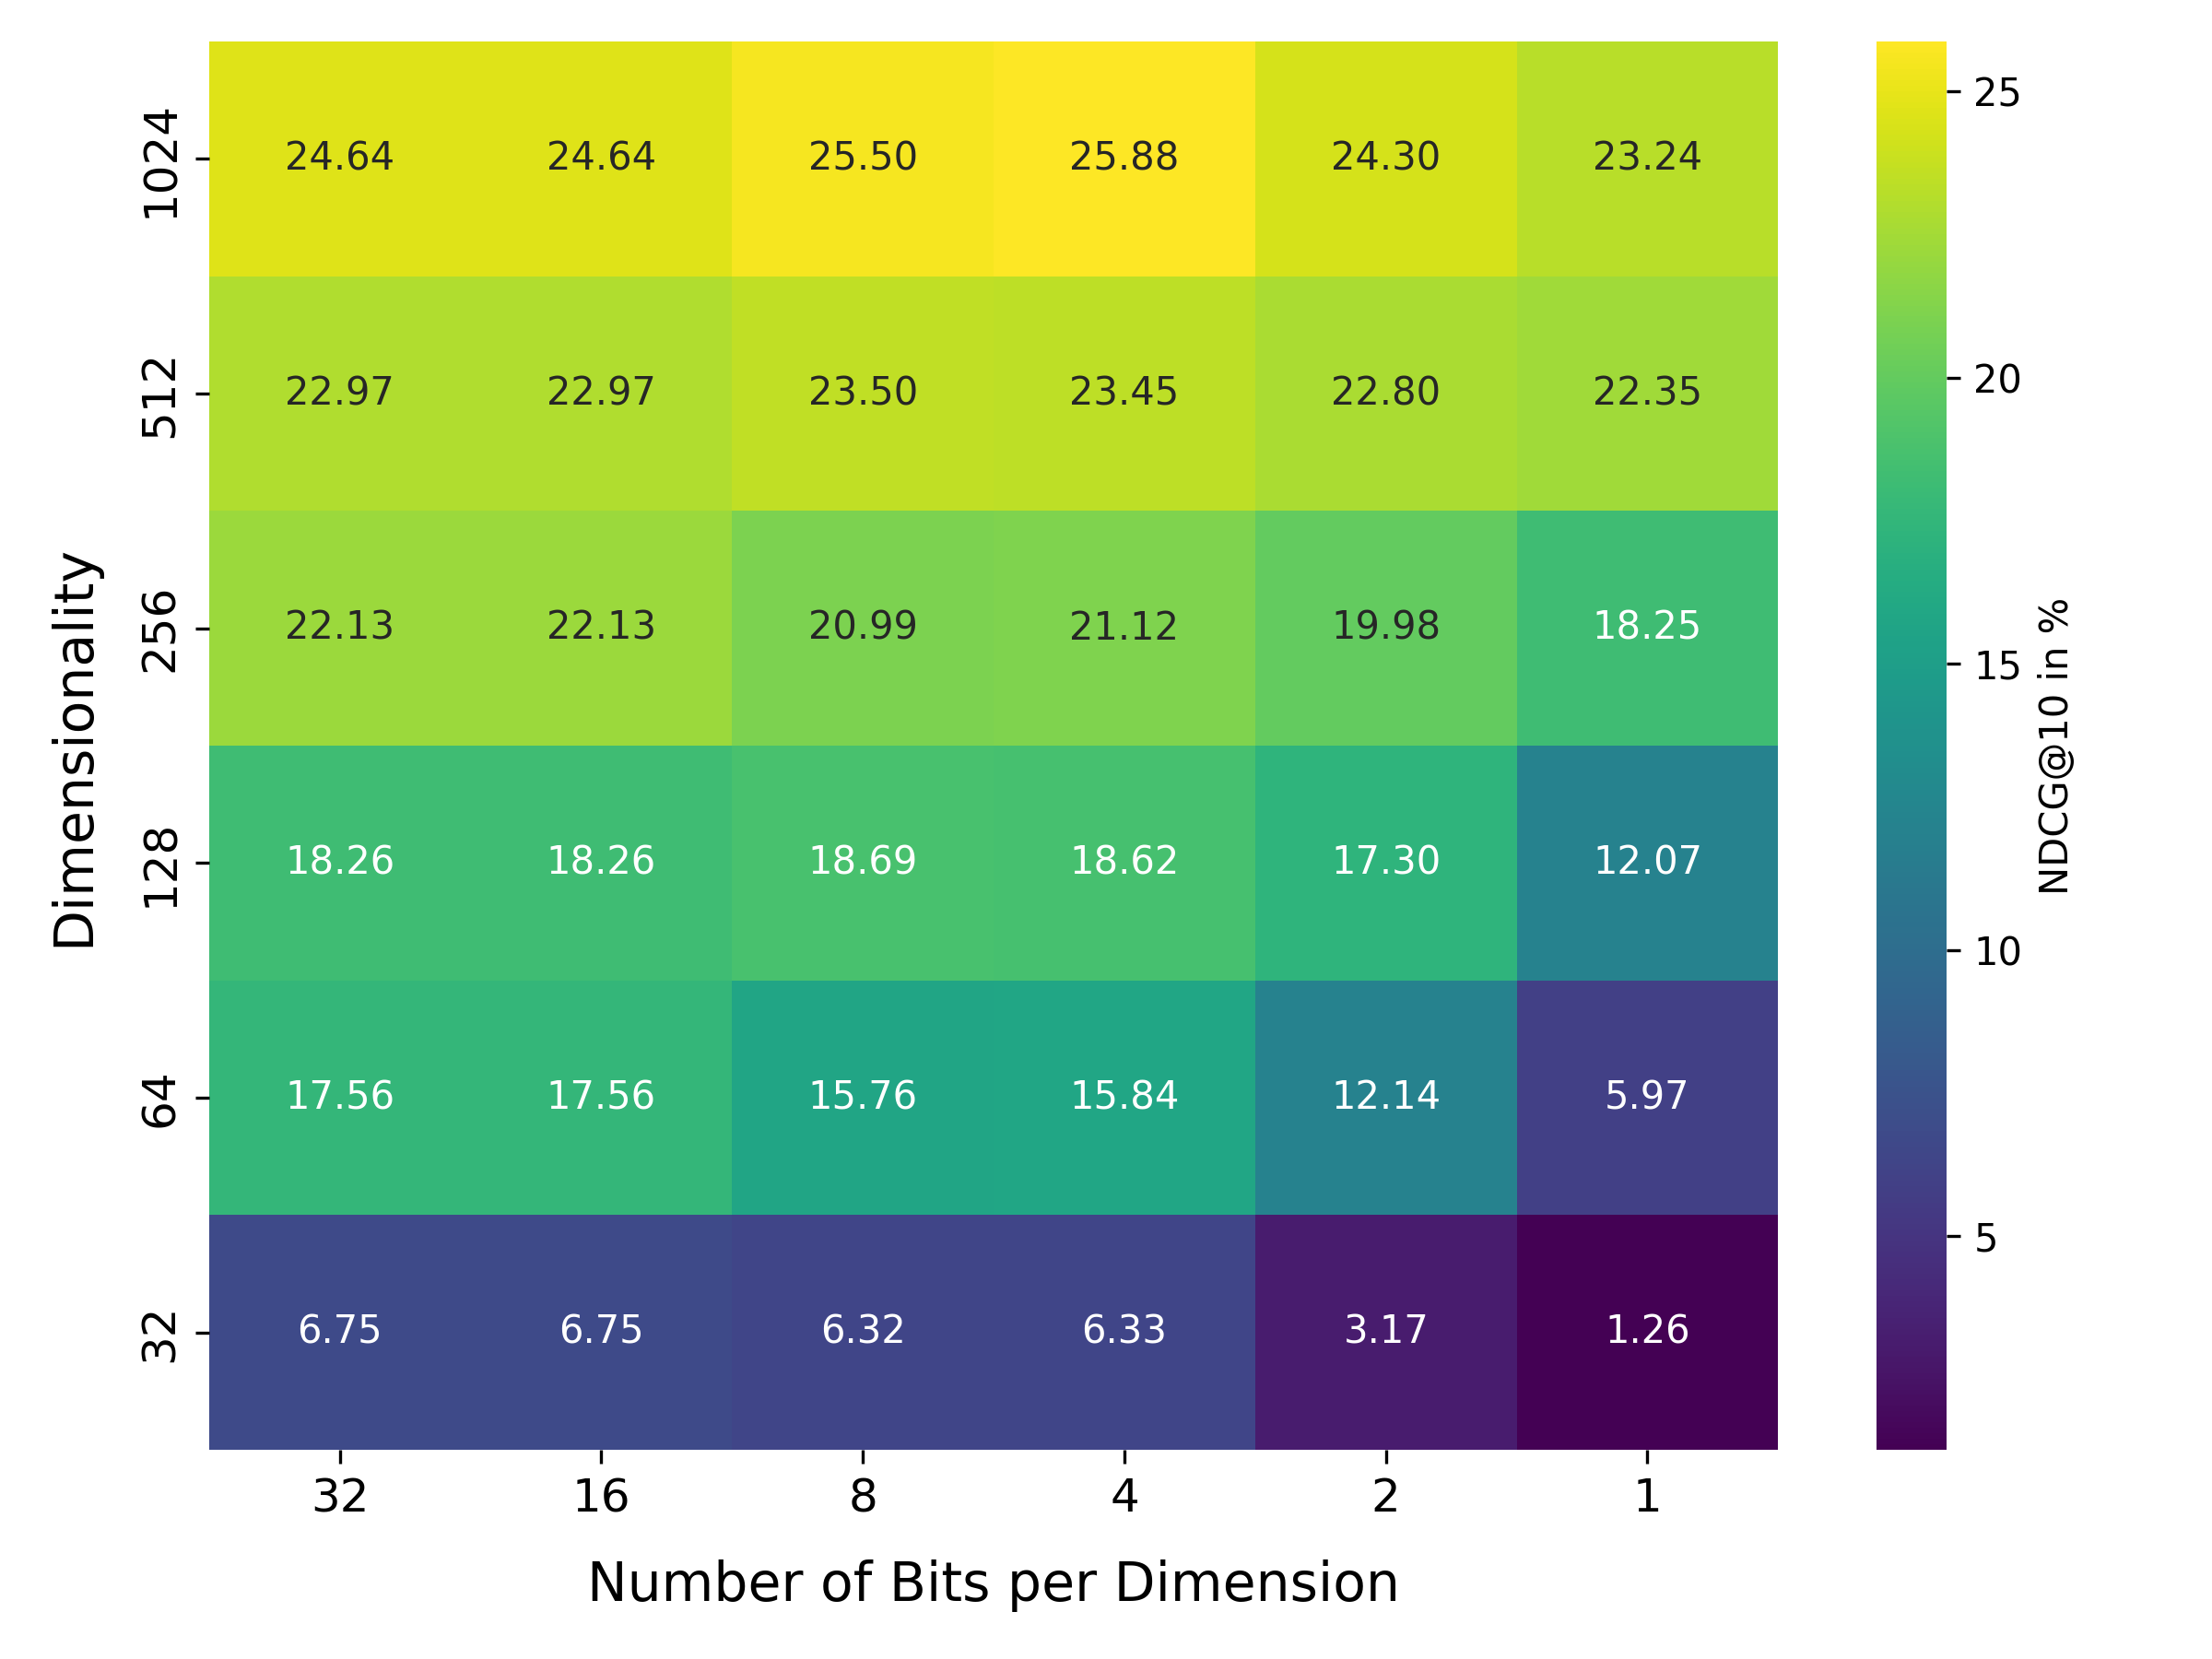 1024 24.64 24.64 25.50 25.88 24.30 23.24
512 22.97 22.97 23.50 23.45 22.80 22.35
256 22.13 22.13 20.99 21.12 19.98 18.25
128 18.26 18.26 18.69 18.62 17.30 12.07
64 17.56 17.56 15.76 15.84 12.14 5.97
32 6.75 6.75 6.32 6.33 3.17 1.26
32 16 8 4 2 1
Number of Bits per Dimension
Dimensionality
25
20
15
10
5
NDCG@10 in %